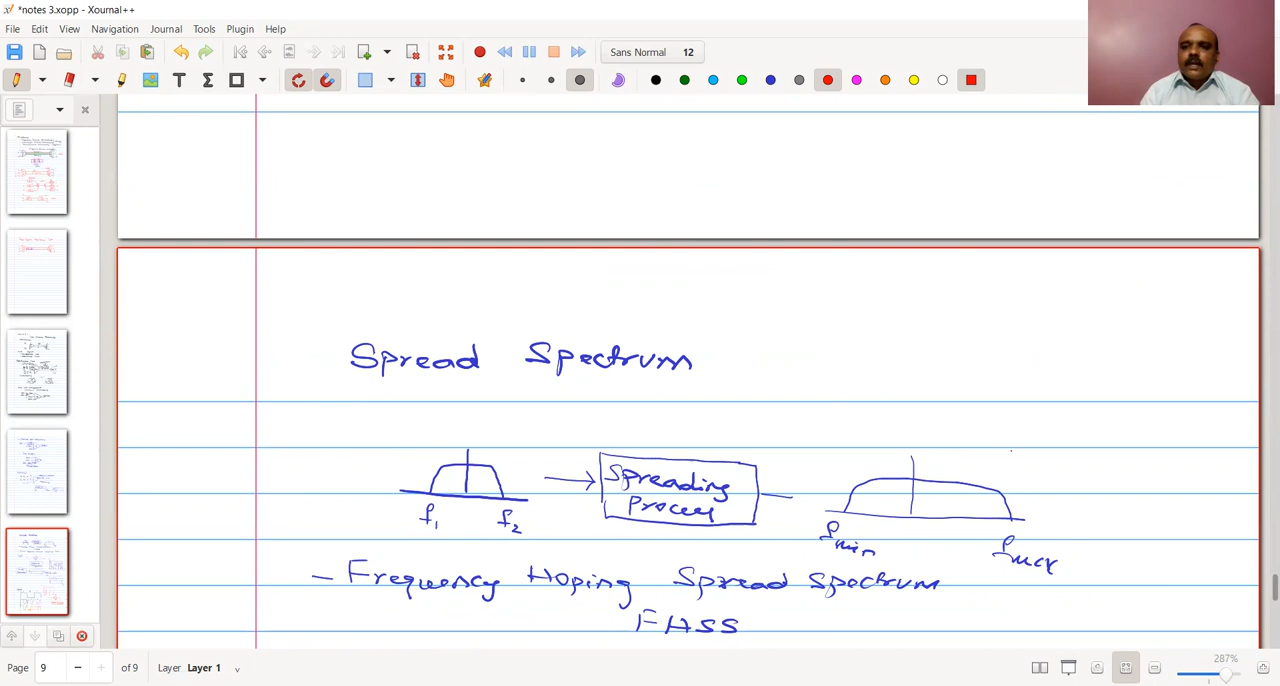 *notes 3.xopp - Xournal++
File Edit View Navigation Journal Tools Plugin Help
Sans Normal 12
Spread Spectrum
Spreading
Process
f1 f2
fmin fmax
- Frequency Hoping Spread Spectrum
FHSS
Page 9 of 9 Layer Layer 1 287%